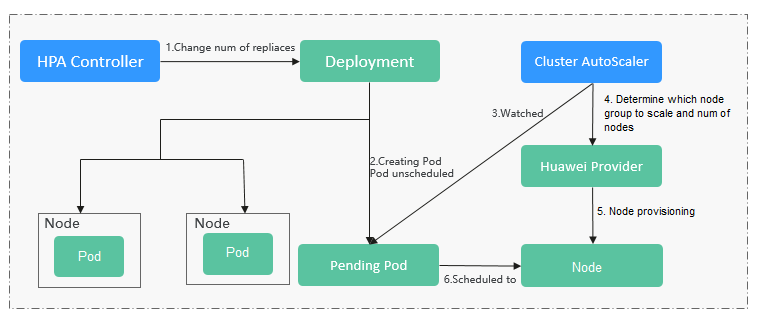 1.Change num of replaces
HPA Controller
Deployment
Cluster AutoScaler
3.Watched
4. Determine which node
group to scale and num of
nodes
2.Creating Pod
Pod unscheduled
Huawei Provider
5. Node provisioning
Node
Pod
Node
Pod
Pending Pod
6.Scheduled to
Node